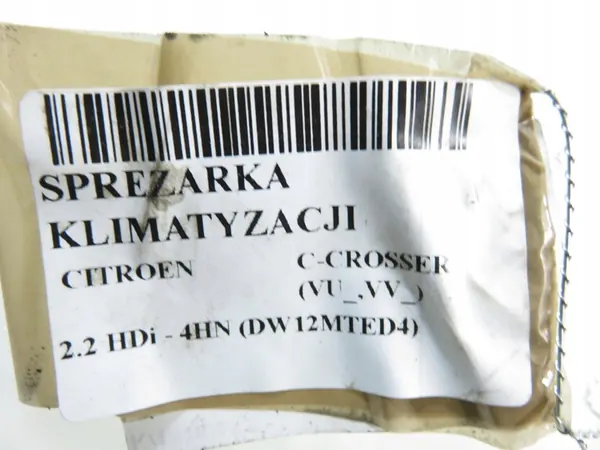 SPREZARKA
KLIMATYZACJI
CITROEN C-CROSSER
(VU_,VV_)
2.2 HDi - 4HN (DW12MTED4)